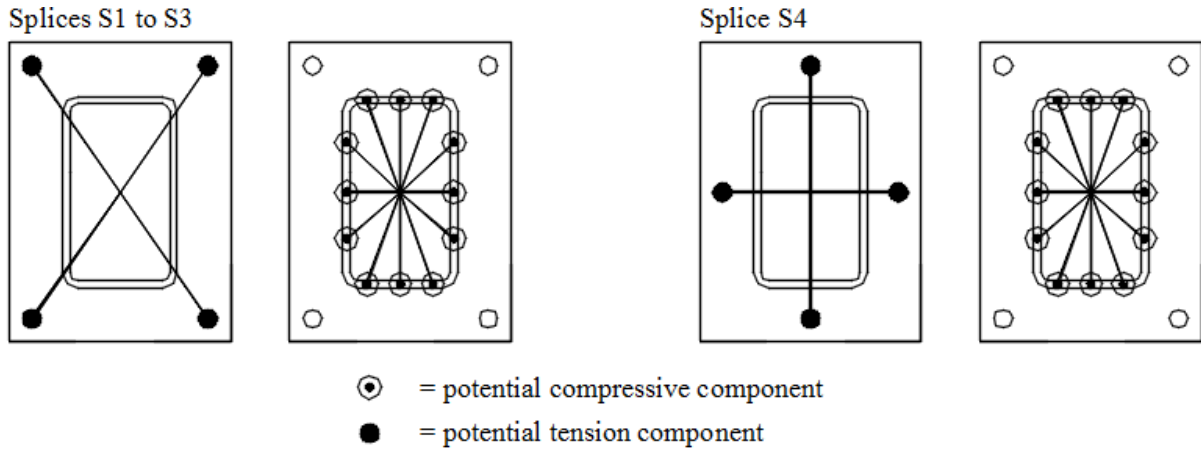 Splices S1 to S3
Splice S4
= potential compressive component
= potential tension component